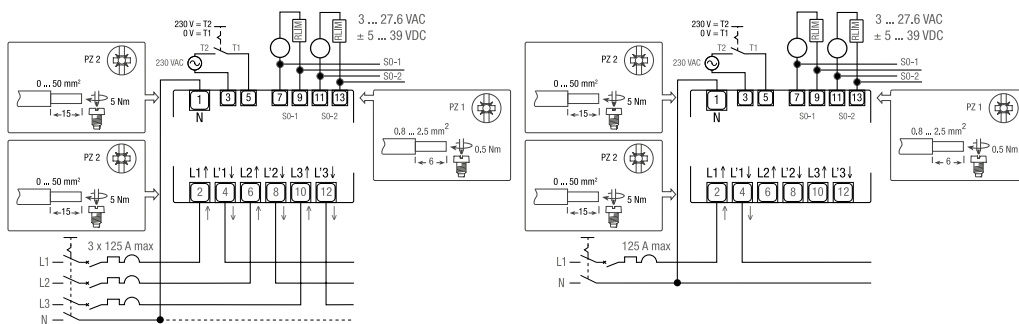 230 V = T2
0 V = T1
T2 T1
230 VAC
RLIM
RLIM
3 ... 27.6 VAC
± 5 ... 39 VDC
S0-1
S0-2
PZ 2
0 ... 50 mm²
15
5 Nm
1 3 5 7 9 11 13
N S0-1 S0-2
PZ 1
0.8 ... 2.5 mm²
6
0.5 Nm
PZ 2
0 ... 50 mm²
15
5 Nm
L1↑ L'1↓ L2↑ L'2↓ L3↑ L'3↓
2 4 6 8 10 12
3 x 125 A max
L1
L2
L3
N
230 V = T2
0 V = T1
T2 T1
230 VAC
RLIM
RLIM
3 ... 27.6 VAC
± 5 ... 39 VDC
S0-1
S0-2
PZ 2
0 ... 50 mm²
15
5 Nm
1 3 5 7 9 11 13
N S0-1 S0-2
PZ 1
0.8 ... 2.5 mm²
6
0.5 Nm
PZ 2
0 ... 50 mm²
15
5 Nm
L1↑ L'1↓ L2↑ L'2↓ L3↑ L'3↓
2 4 6 8 10 12
125 A max
L1
N